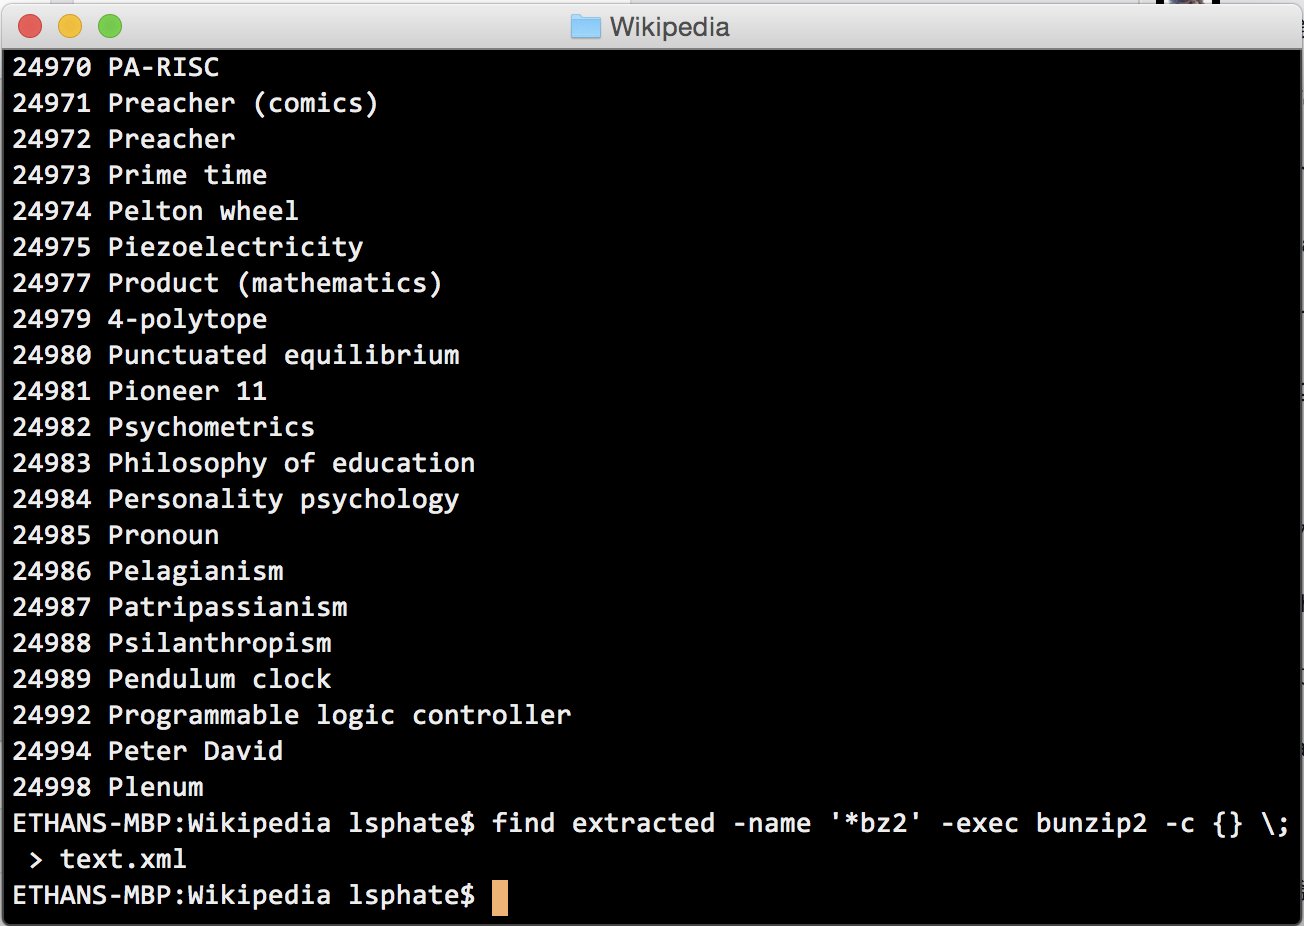 Wikipedia
24970 PA-RISC
24971 Preacher (comics)
24972 Preacher
24973 Prime time
24974 Pelton wheel
24975 Piezoelectricity
24977 Product (mathematics)
24979 4-polytope
24980 Punctuated equilibrium
24981 Pioneer 11
24982 Psychometrics
24983 Philosophy of education
24984 Personality psychology
24985 Pronoun
24986 Pelagianism
24987 Patripassianism
24988 Psilanthropism
24989 Pendulum clock
24992 Programmable logic controller
24994 Peter David
24998 Plenum
ETHANS-MBP:Wikipedia lsphate$ find extracted -name '*bz2' -exec bunzip2 -c {} \;
 > text.xml
ETHANS-MBP:Wikipedia lsphate$